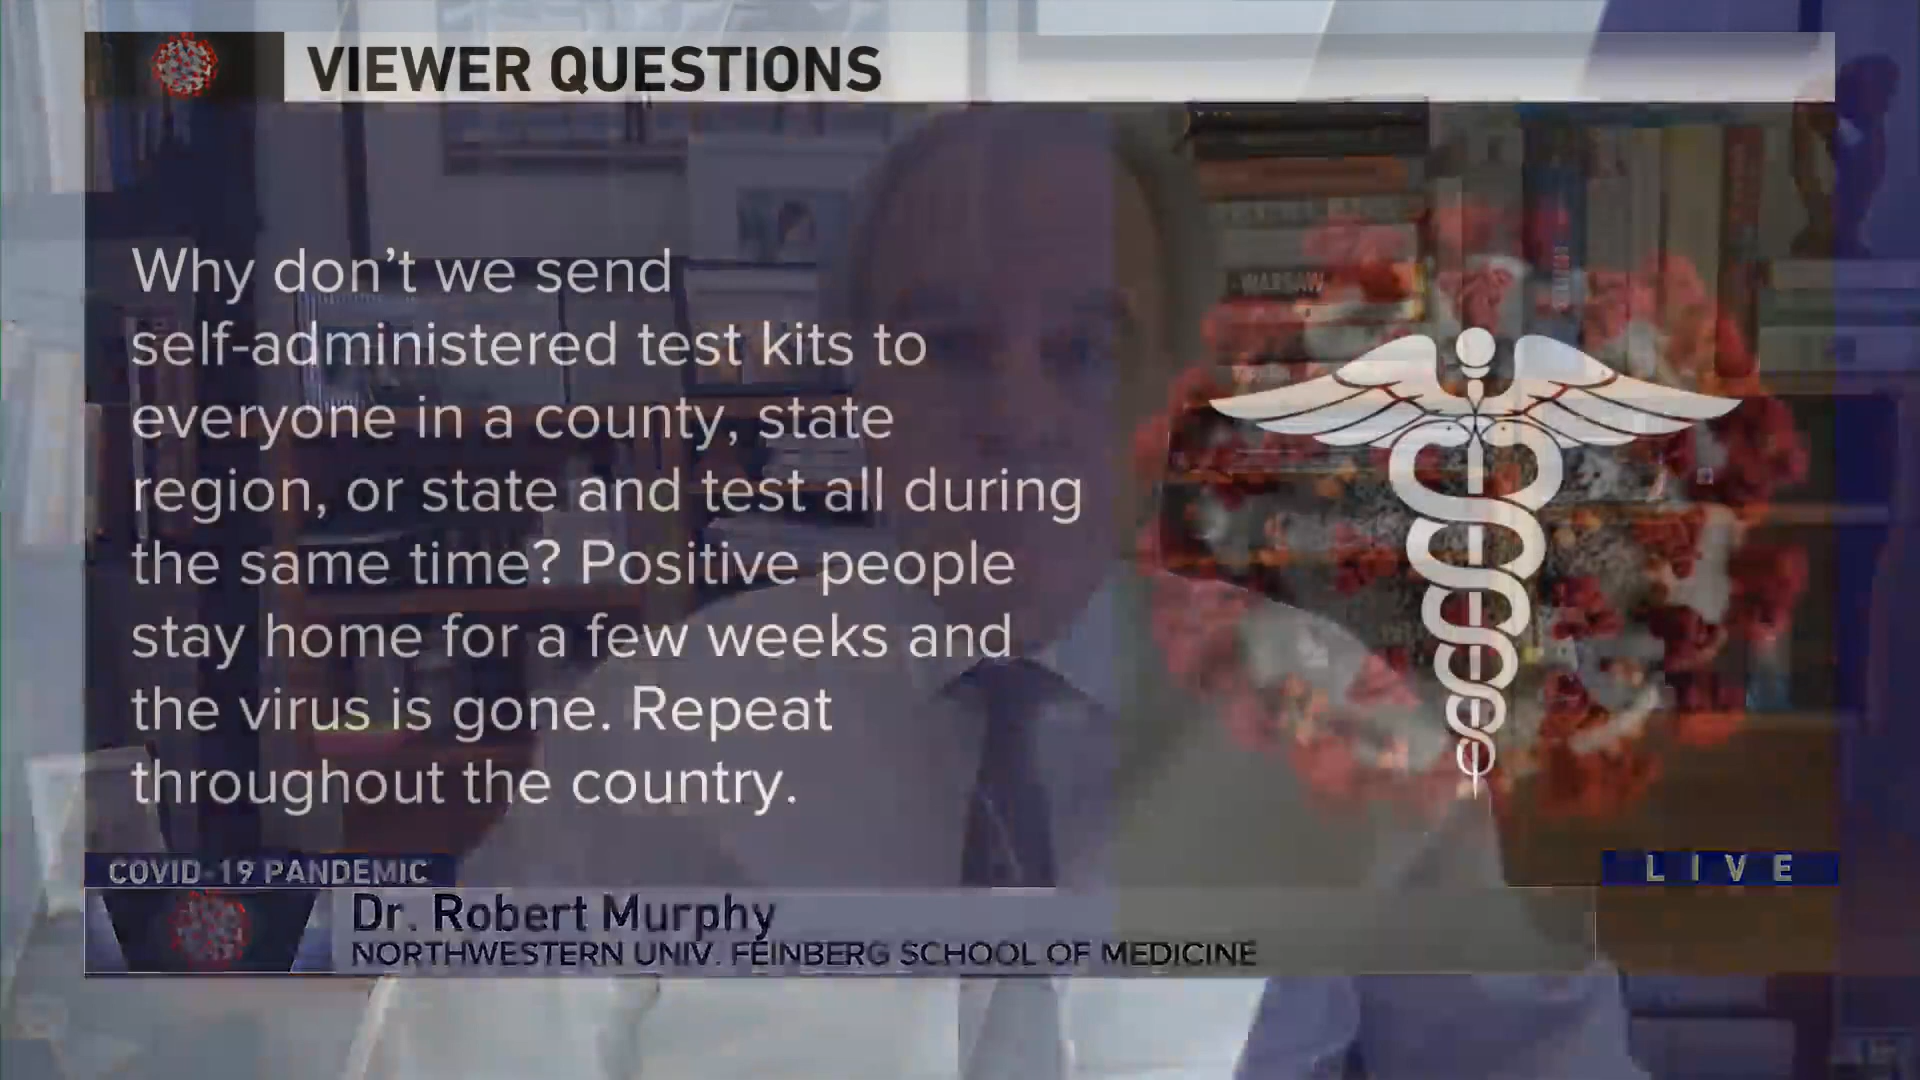 VIEWER QUESTIONS
Why don't we send
self-administered test kits to
everyone in a county, state
region, or state and test all during
the same time? Positive people
stay home for a few weeks and
the virus is gone. Repeat
throughout the country.
WARSAW
COVID-19 PANDEMIC
LIVE
Dr. Robert Murphy
NORTHWESTERN UNIV. FEINBERG SCHOOL OF MEDICINE